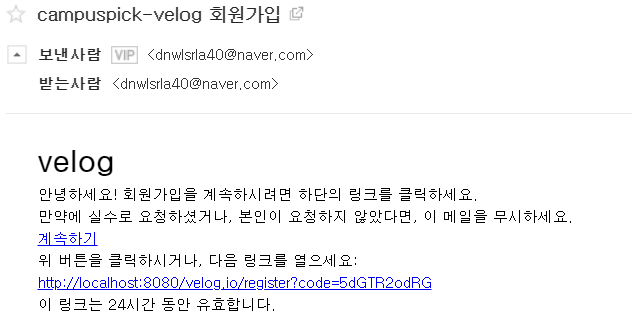 campuspick-velog 회원가입
보낸사람 VIP <dnwlsrla40@naver.com>
받는사람 <dnwlsrla40@naver.com>
velog
안녕하세요! 회원가입을 계속하시려면 하단의 링크를 클릭하세요.
만약에 실수로 요청하셨거나, 본인이 요청하지 않았다면, 이 메일을 무시하세요.
계속하기
위 버튼을 클릭하시거나, 다음 링크를 열으세요:
http://localhost:8080/velog.io/register?code=5dGTR2odRG
이 링크는 24시간 동안 유효합니다.